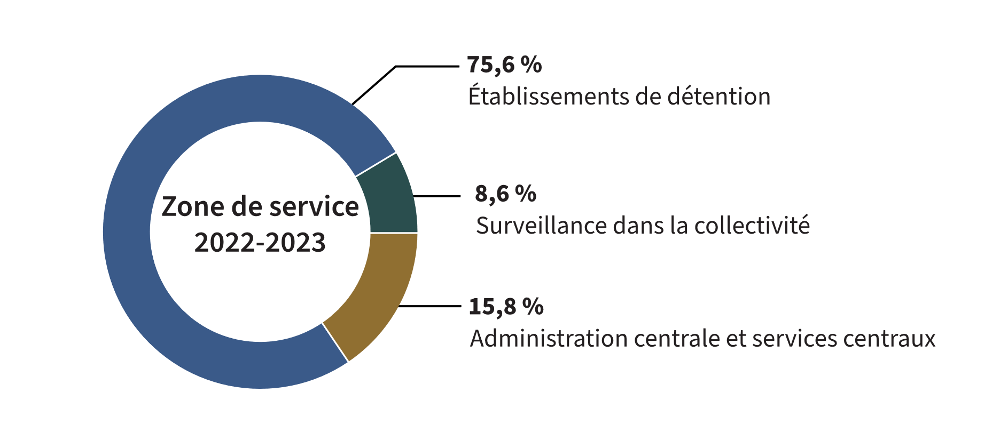 75,6 %
Établissements de détention
Zone de service
2022-2023
8,6 %
Surveillance dans la collectivité
15,8 %
Administration centrale et services centraux